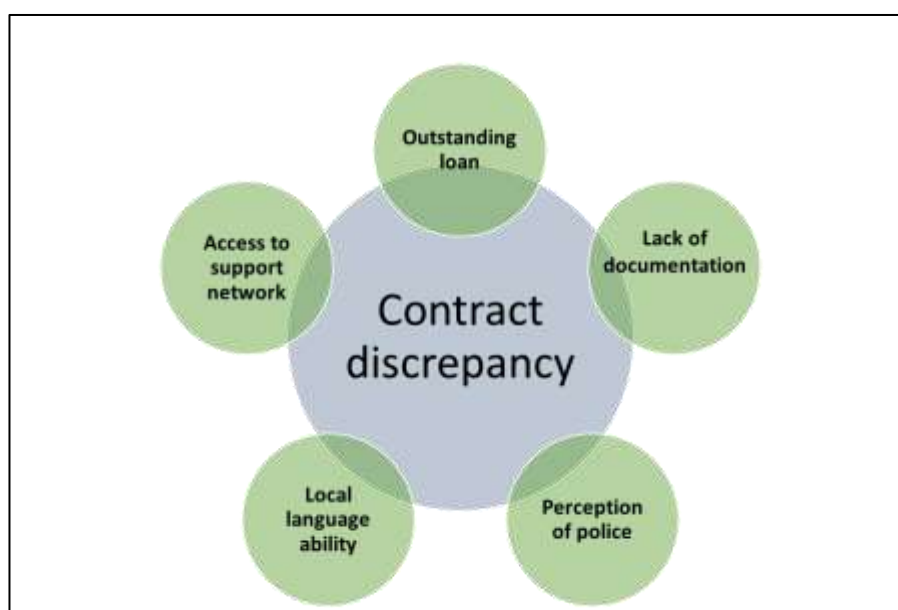 Outstanding
loan
Access to
support
network
Lack of
documentation
Contract
discrepancy
Local
language
ability
Perception
of police